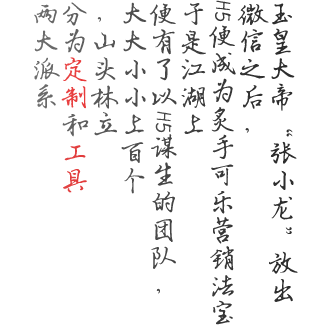 玉皇大帝“张小龙”放出
微信之后，
H5便成为炙手可乐营销法宝
于是江湖上
便有了以H5谋生的团队，
大大小小上百个
，山头林立
分为定制和工具
两大派系